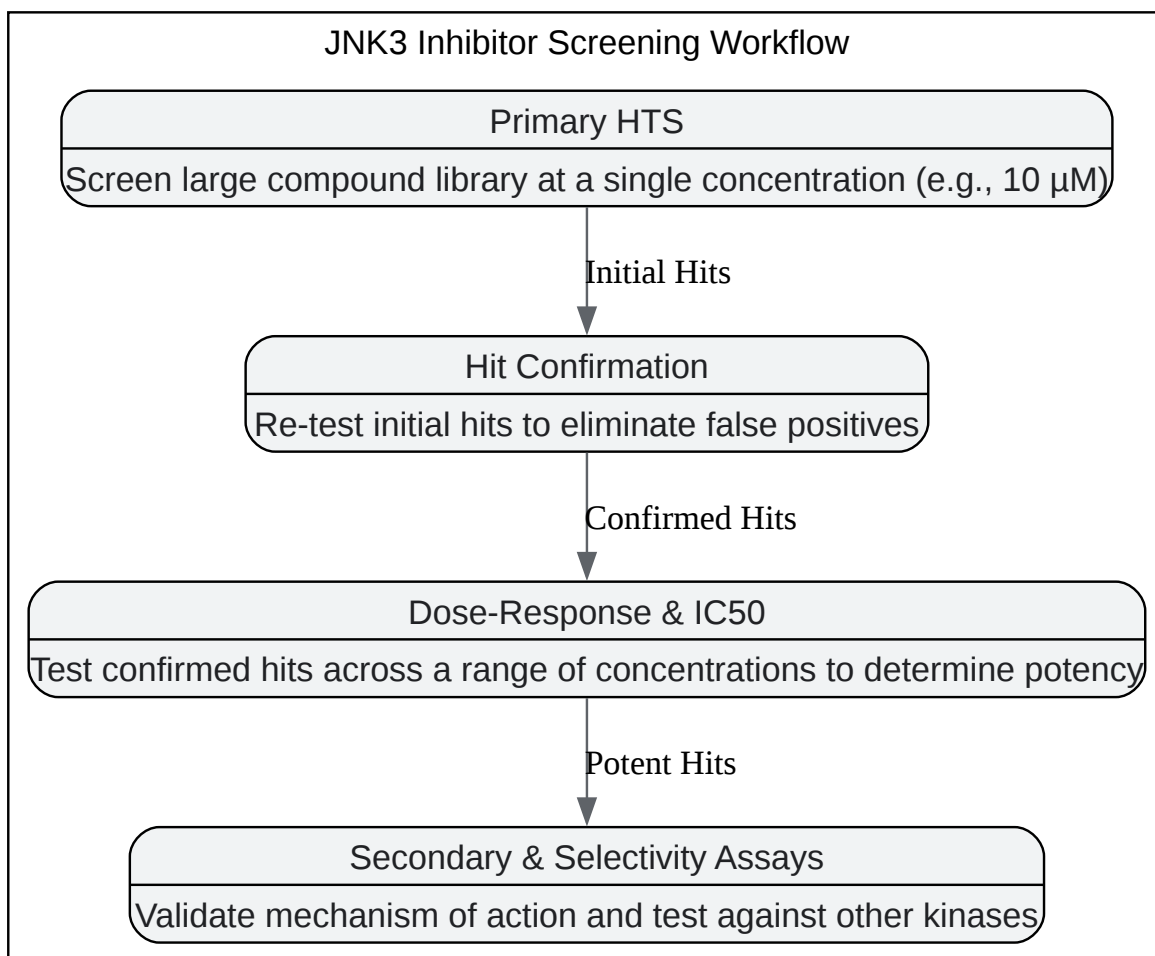 JNK3 Inhibitor Screening Workflow
Primary HTS
Screen large compound library at a single concentration (e.g., 10 µM)
Initial Hits
Hit Confirmation
Re-test initial hits to eliminate false positives
Confirmed Hits
Dose-Response & IC50
Test confirmed hits across a range of concentrations to determine potency
Potent Hits
Secondary & Selectivity Assays
Validate mechanism of action and test against other kinases